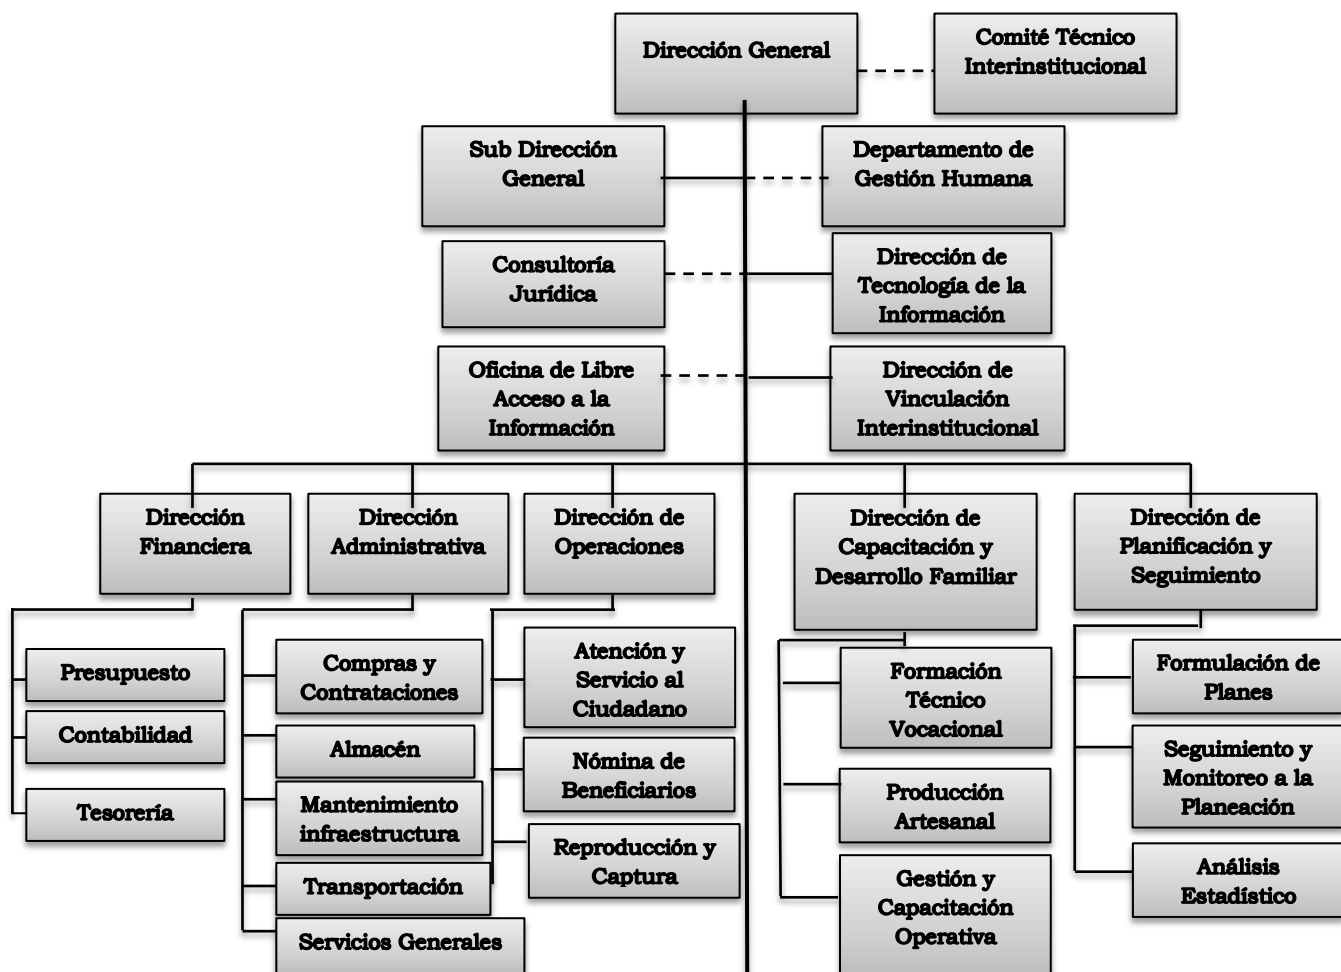 Dirección General
Comité Técnico
Interinstitucional
Sub Dirección
General
Departamento de
Gestión Humana
Consultoría
Jurídica
Dirección de
Tecnología de la
Información
Oficina de Libre
Acceso a la
Información
Dirección de
Vinculación
Interinstitucional
Dirección
Financiera
Dirección
Administrativa
Dirección de
Operaciones
Dirección de
Capacitación y
Desarrollo Familiar
Dirección de
Planificación y
Seguimiento
Presupuesto
Contabilidad
Tesorería
Compras y
Contrataciones
Almacén
Mantenimiento
infraestructura
Transportación
Servicios Generales
Atención y
Servicio al
Ciudadano
Nómina de
Beneficiarios
Reproducción y
Captura
Formación
Técnico
Vocacional
Producción
Artesanal
Gestión y
Capacitación
Operativa
Formulación de
Planes
Seguimiento y
Monitoreo a la
Planeación
Análisis
Estadístico